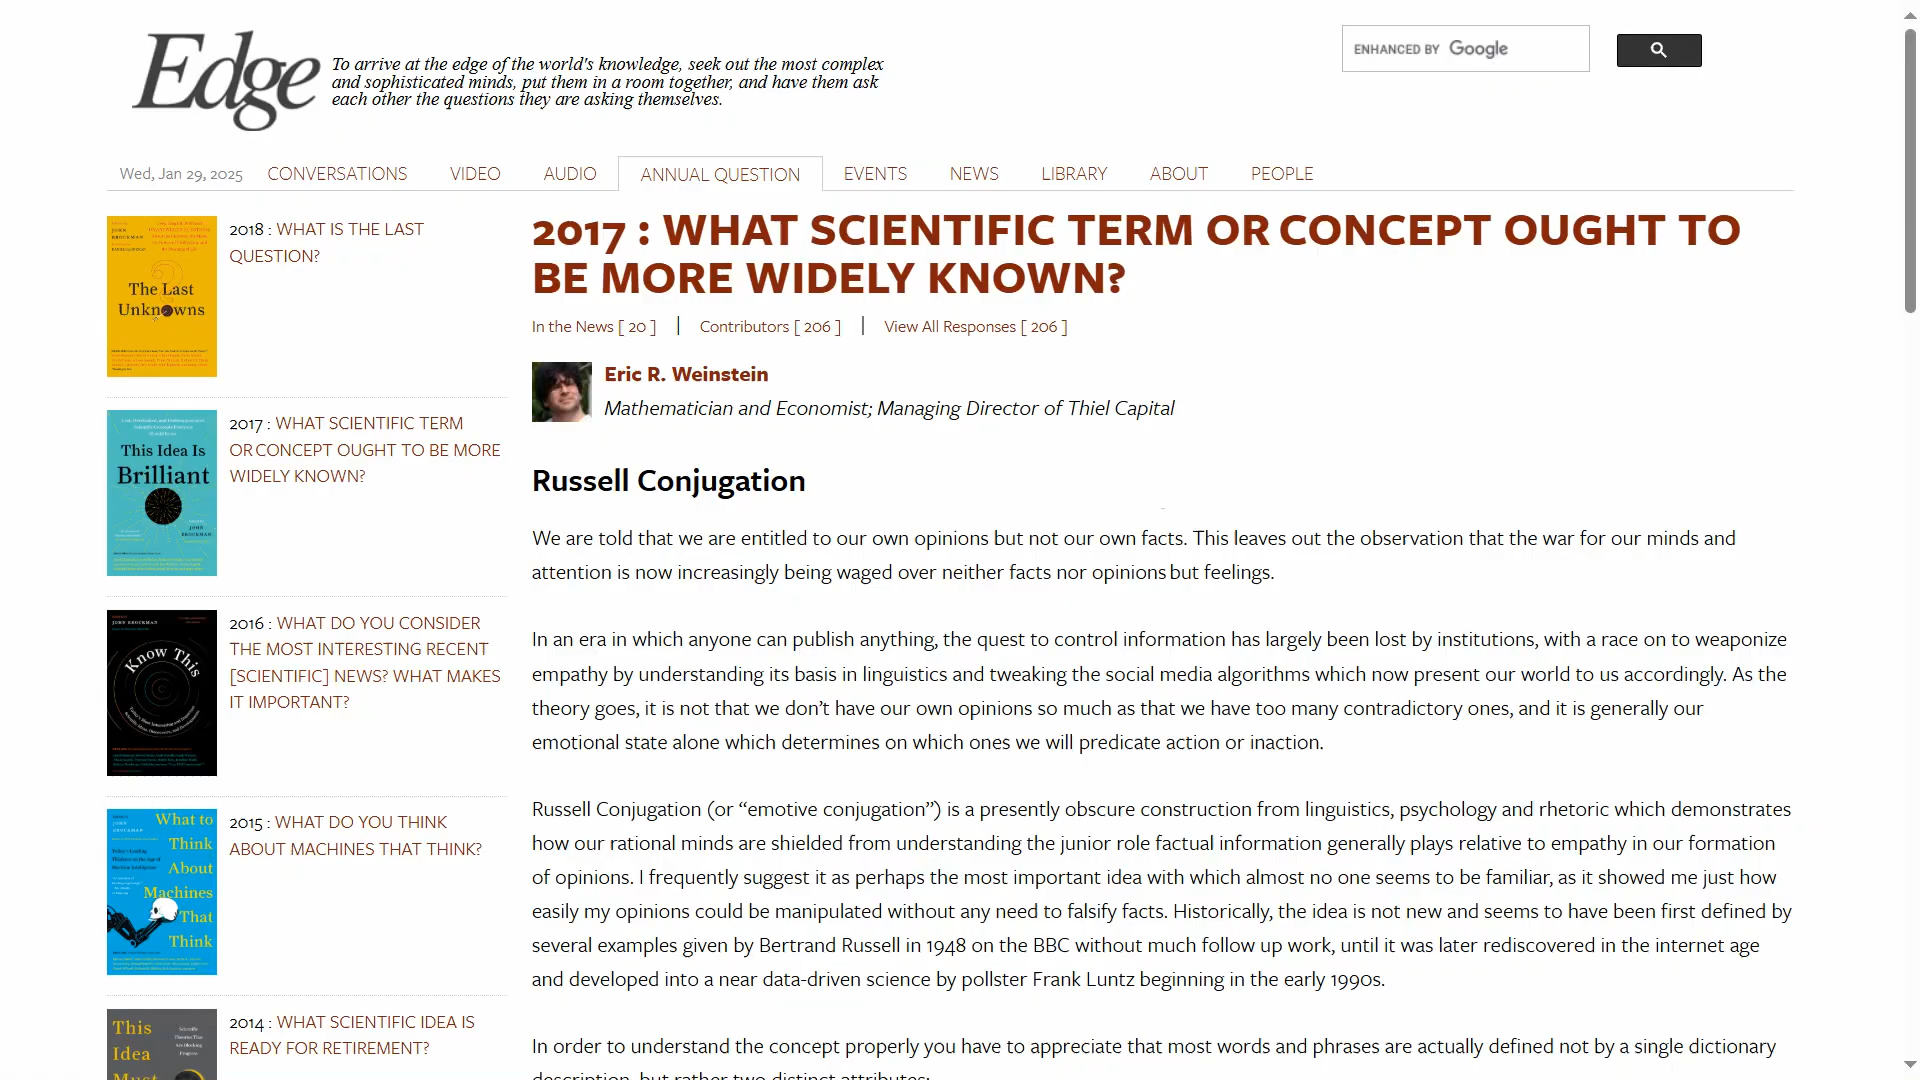 Edge
To arrive at the edge of the world's knowledge, seek out the most complex
and sophisticated minds, put them in a room together, and have them ask
each other the questions they are asking themselves.
ENHANCED BY Google
Wed, Jan 29, 2025 CONVERSATIONS VIDEO AUDIO ANNUAL QUESTION EVENTS NEWS LIBRARY ABOUT PEOPLE
JOHN
BROCKMAN
The Last
Unknowns
2018 : WHAT IS THE LAST
QUESTION?
This Idea Is
Brilliant
JOHN
BROCKMAN
2017 : WHAT SCIENTIFIC TERM
OR CONCEPT OUGHT TO BE MORE
WIDELY KNOWN?
JOHN BROCKMAN
Know This
2016 : WHAT DO YOU CONSIDER
THE MOST INTERESTING RECENT
[SCIENTIFIC] NEWS? WHAT MAKES
IT IMPORTANT?
JOHN
BROCKMAN
What to
Think
About
Machines
That
Think
2015 : WHAT DO YOU THINK
ABOUT MACHINES THAT THINK?
This
Idea
Must
2014 : WHAT SCIENTIFIC IDEA IS
READY FOR RETIREMENT?
2017 : WHAT SCIENTIFIC TERM OR CONCEPT OUGHT TO
BE MORE WIDELY KNOWN?
In the News [ 20 ] | Contributors [ 206 ] | View All Responses [ 206 ]
Eric R. Weinstein
Mathematician and Economist; Managing Director of Thiel Capital
Russell Conjugation
We are told that we are entitled to our own opinions but not our own facts. This leaves out the observation that the war for our minds and
attention is now increasingly being waged over neither facts nor opinions but feelings.
In an era in which anyone can publish anything, the quest to control information has largely been lost by institutions, with a race on to weaponize
empathy by understanding its basis in linguistics and tweaking the social media algorithms which now present our world to us accordingly. As the
theory goes, it is not that we don’t have our own opinions so much as that we have too many contradictory ones, and it is generally our
emotional state alone which determines on which ones we will predicate action or inaction.
Russell Conjugation (or “emotive conjugation”) is a presently obscure construction from linguistics, psychology and rhetoric which demonstrates
how our rational minds are shielded from understanding the junior role factual information generally plays relative to empathy in our formation
of opinions. I frequently suggest it as perhaps the most important idea with which almost no one seems to be familiar, as it showed me just how
easily my opinions could be manipulated without any need to falsify facts. Historically, the idea is not new and seems to have been first defined by
several examples given by Bertrand Russell in 1948 on the BBC without much follow up work, until it was later rediscovered in the internet age
and developed into a near data-driven science by pollster Frank Luntz beginning in the early 1990s.
In order to understand the concept properly you have to appreciate that most words and phrases are actually defined not by a single dictionary
description, but rather two distinct attributes: